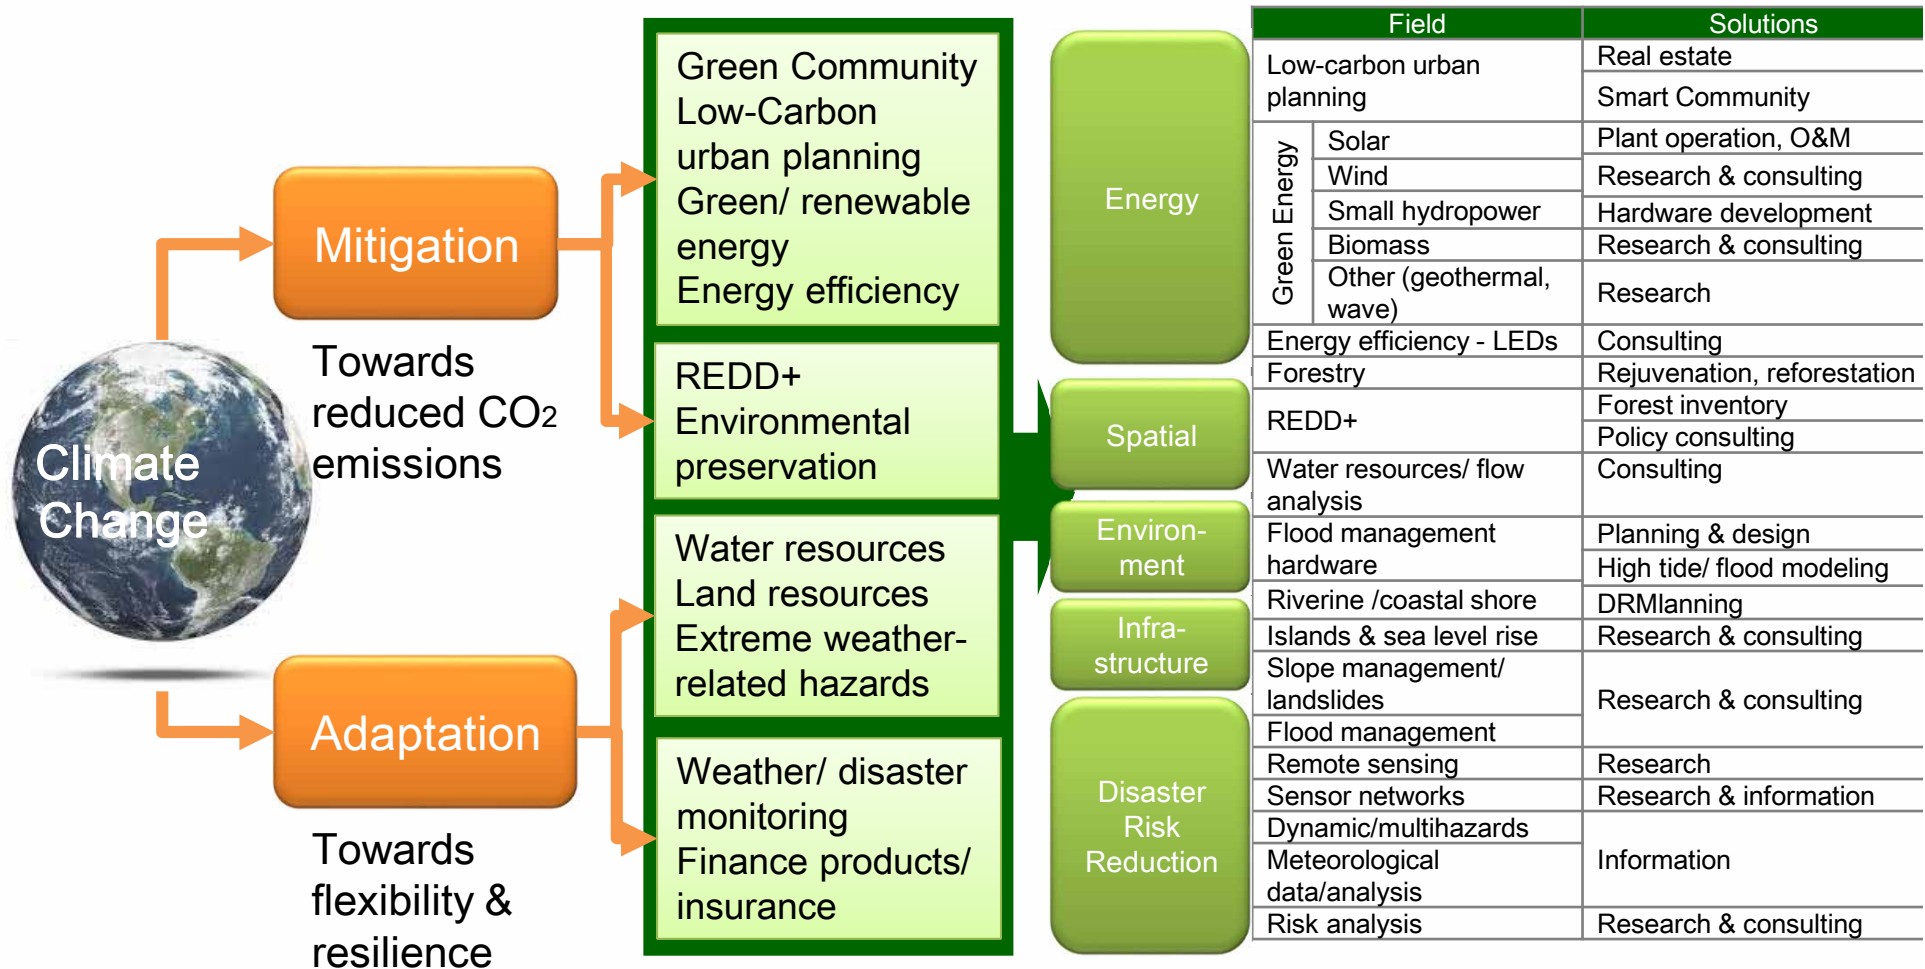 Climate
Change
Mitigation
Towards
reduced CO2
emissions
Adaptation
Towards
flexibility &
resilience
Green Community
Low-Carbon
urban planning
Green/ renewable
energy
Energy efficiency
REDD+
Environmental
preservation
Water resources
Land resources
Extreme weather-
related hazards
Weather/ disaster
monitoring
Finance products/
insurance
Energy
Spatial
Environ-
ment
Infra-
structure
Disaster
Risk
Reduction
Field Solutions
Low-carbon urban
planning
Real estate
Smart Community
Green Energy
Solar Plant operation, O&M
Wind Research & consulting
Small hydropower Hardware development
Biomass Research & consulting
Other (geothermal,
wave)
Research
Energy efficiency - LEDs Consulting
Forestry Rejuvenation, reforestation
REDD+
Forest inventory
Policy consulting
Water resources/ flow
analysis
Consulting
Flood management
hardware
Planning & design
High tide/ flood modeling
Riverine /coastal shore DRMlanning
Islands & sea level rise Research & consulting
Slope management/
landslides
Flood management
Research & consulting
Remote sensing Research
Sensor networks Research & information
Dynamic/multihazards
Meteorological
data/analysis
Information
Risk analysis Research & consulting